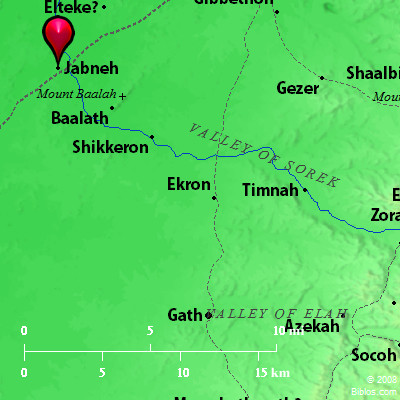 Elteke?
Gibbethon
Jabneh
Gezer
Shaalbi
Mount Baalah
Mou
Baalath
VALLEY OF SOREK
Shikkeron
Ekron
Timnah
E
Zora
Gath
VALLEY OF ELAH
Azekah
0 5 10 mi
Socoh
0 5 10 15 km
© 2008
Biblos.com